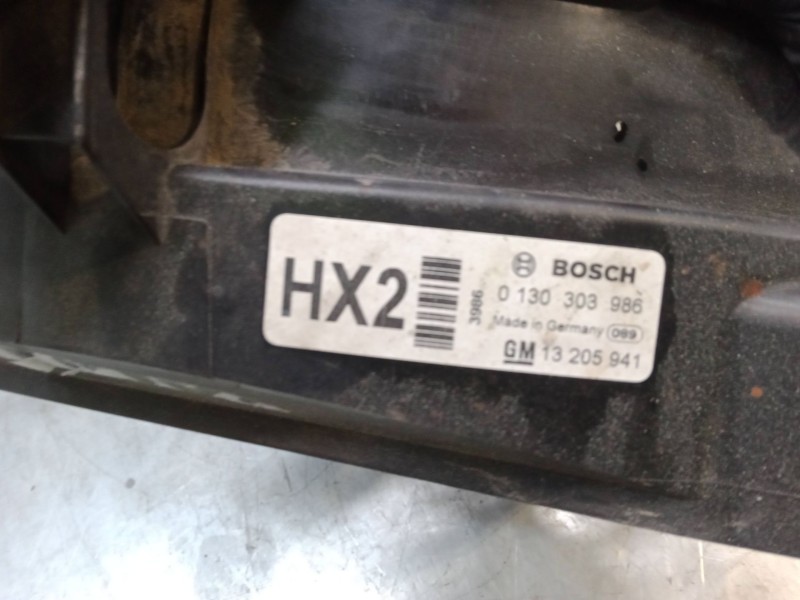 HX2
3986
BOSCH
0 130 303 986
Made in Germany 089
GM 13 205 941